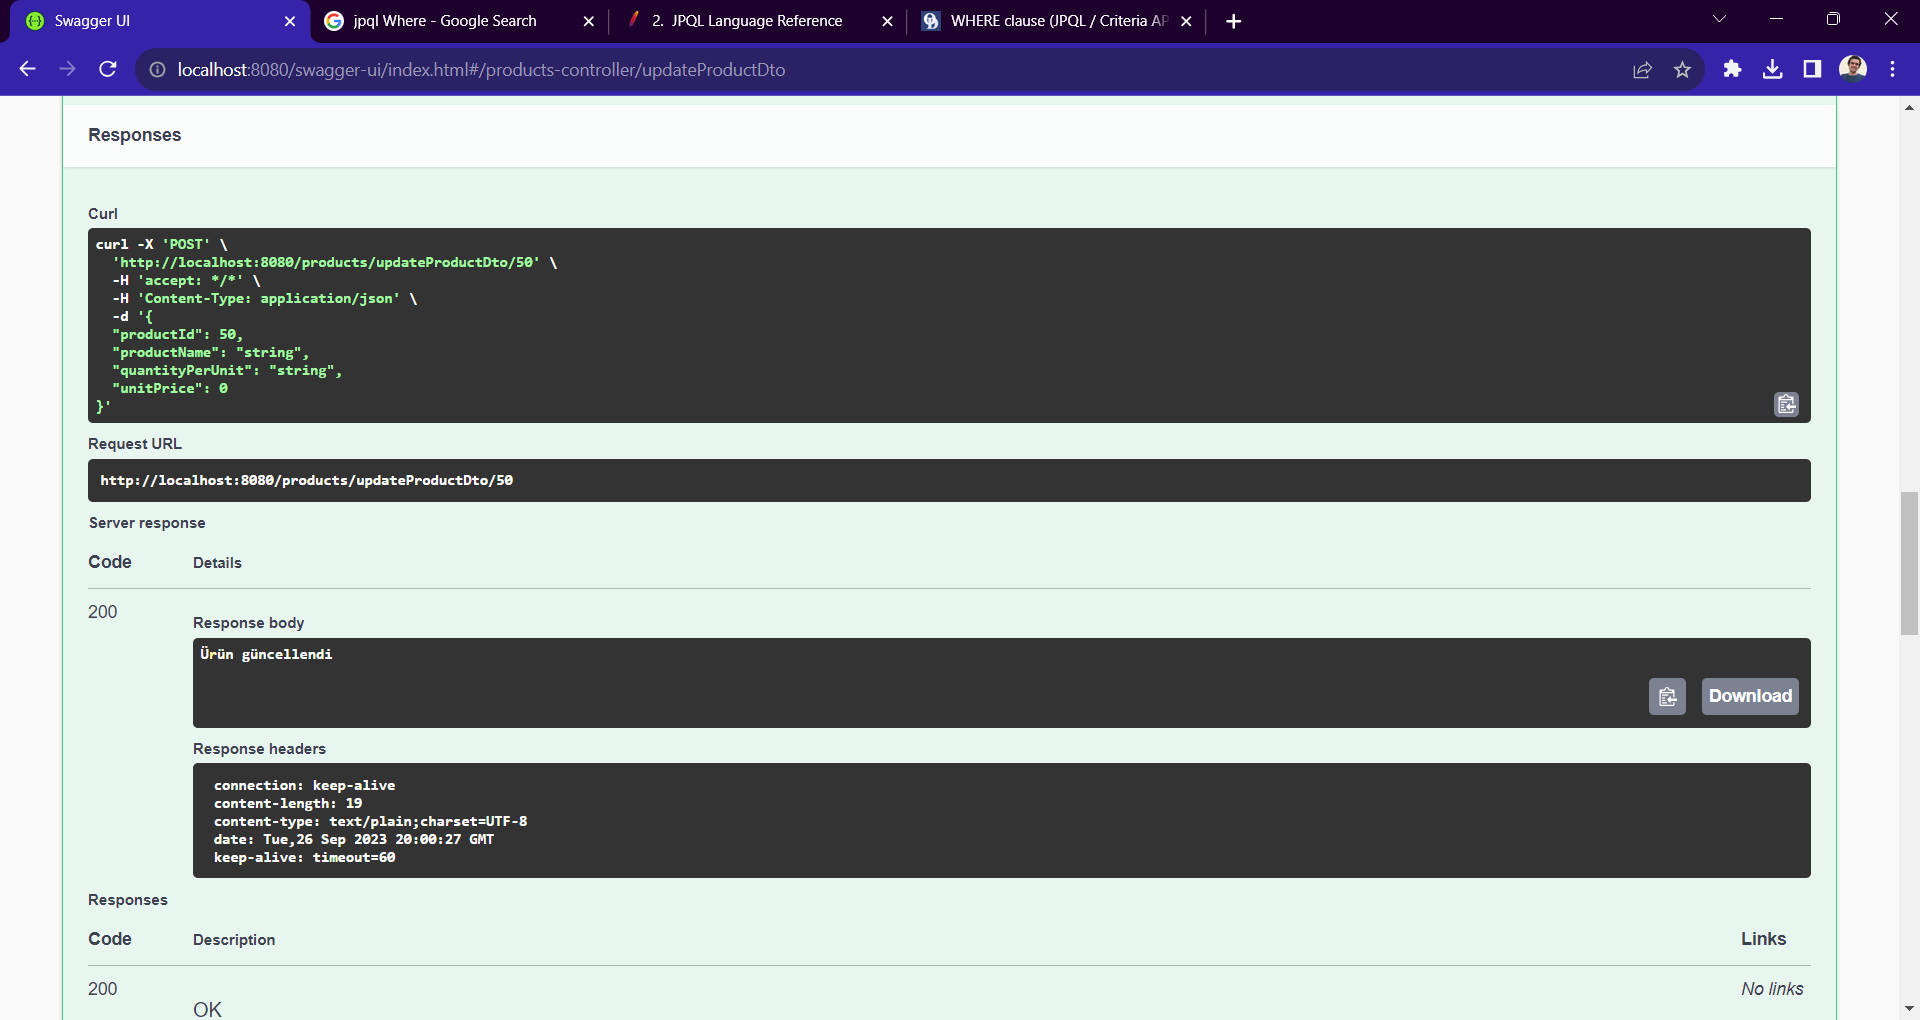 Swagger UI
jpql Where - Google Search
2. JPQL Language Reference
WHERE clause (JPQL / Criteria AP
localhost:8080/swagger-ui/index.html#/products-controller/updateProductDto
Responses
Curl
curl -X 'POST' \
'http://localhost:8080/products/updateProductDto/50' \
-H 'accept: */*' \
-H 'Content-Type: application/json' \
-d '{
"productId": 50,
"productName": "string",
"quantityPerUnit": "string",
"unitPrice": 0
}'
Request URL
http://localhost:8080/products/updateProductDto/50
Server response
Code Details
200
Response body
Ürün güncellendi
Download
Response headers
connection: keep-alive
content-length: 19
content-type: text/plain;charset=UTF-8
date: Tue,26 Sep 2023 20:00:27 GMT
keep-alive: timeout=60
Responses
Code Description Links
200 No links
OK